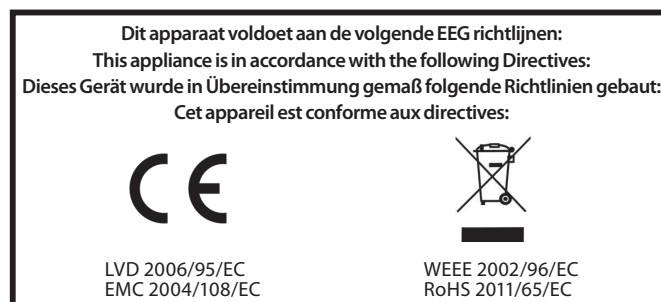 Dit apparaat voldoet aan de volgende EEG richtlijnen:
This appliance is in accordance with the following Directives:
Dieses Gerät wurde in Übereinstimmung gemaß folgende Richtlinien gebaut:
Cet appareil est conforme aux directives:
CE
LVD 2006/95/EC
EMC 2004/108/EC
WEEE 2002/96/EC
RoHS 2011/65/EC